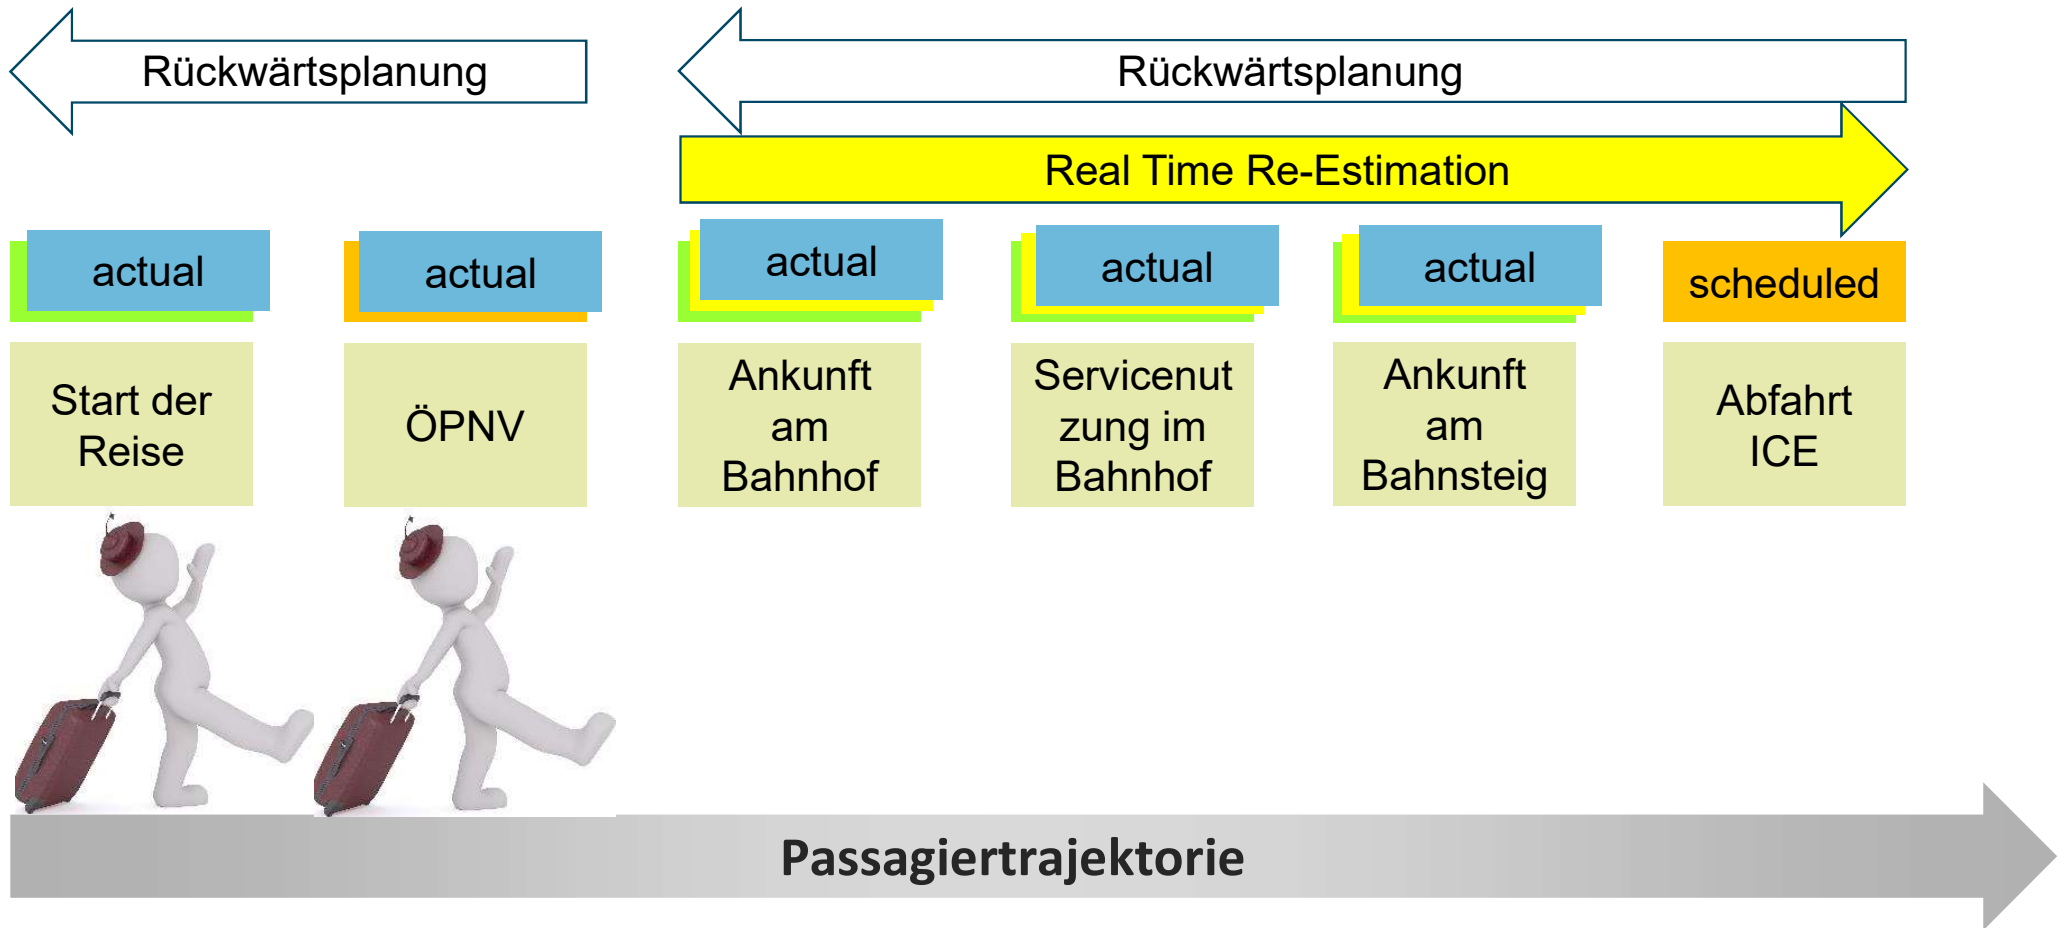 Rückwärtsplanung
Rückwärtsplanung
Real Time Re-Estimation
actual
actual
actual
actual
actual
scheduled
Start der
Reise
ÖPNV
Ankunft
am
Bahnhof
Servicenut
zung im
Bahnhof
Ankunft
am
Bahnsteig
Abfahrt
ICE
Passagiertrajektorie